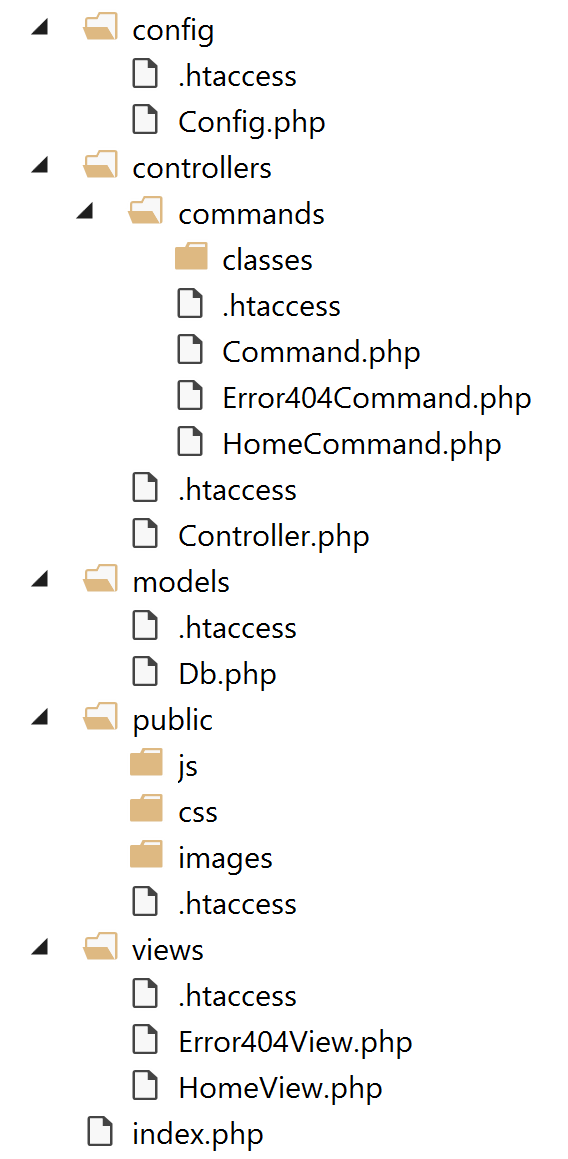 config
.htaccess
Config.php
controllers
commands
classes
.htaccess
Command.php
Error404Command.php
HomeCommand.php
.htaccess
Controller.php
models
.htaccess
Db.php
public
js
css
images
.htaccess
views
.htaccess
Error404View.php
HomeView.php
index.php